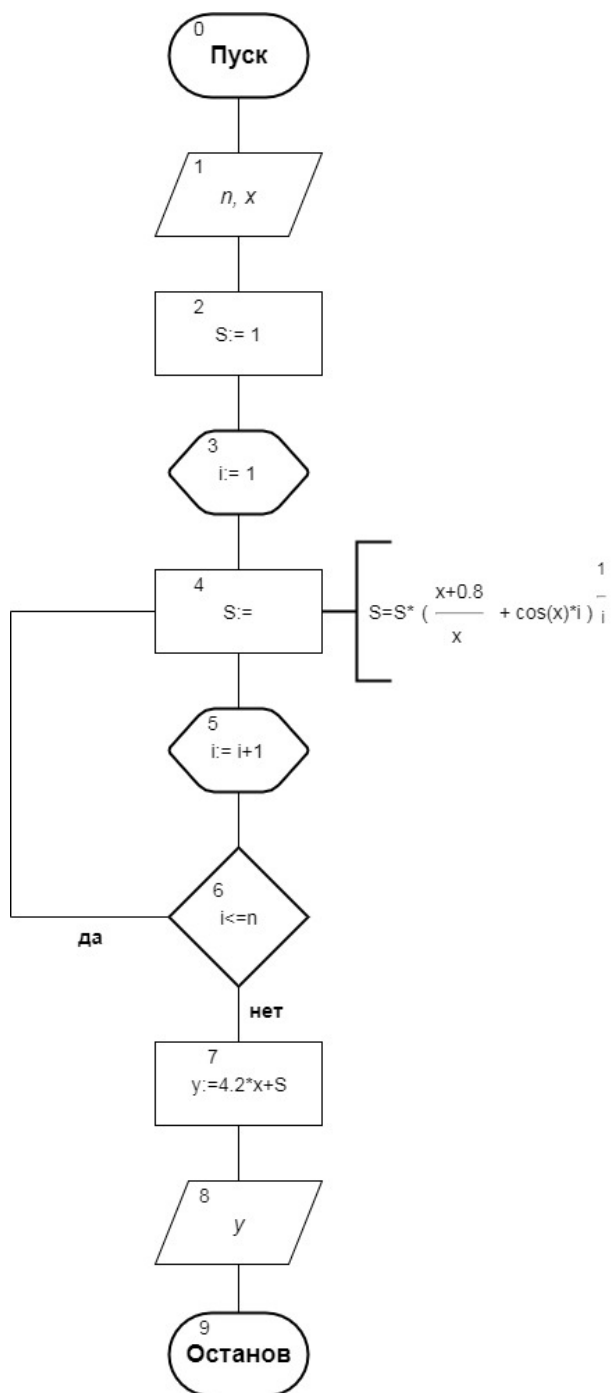 0
Пуск
1
n, x
2
S:= 1
3
i:= 1
4
S:=
S=S* ( x+0.8 / x + cos(x)*i ) 1 / i
5
i:= i+1
6
i<=n
да
нет
7
y:=4.2*x+S
8
y
9
Останов